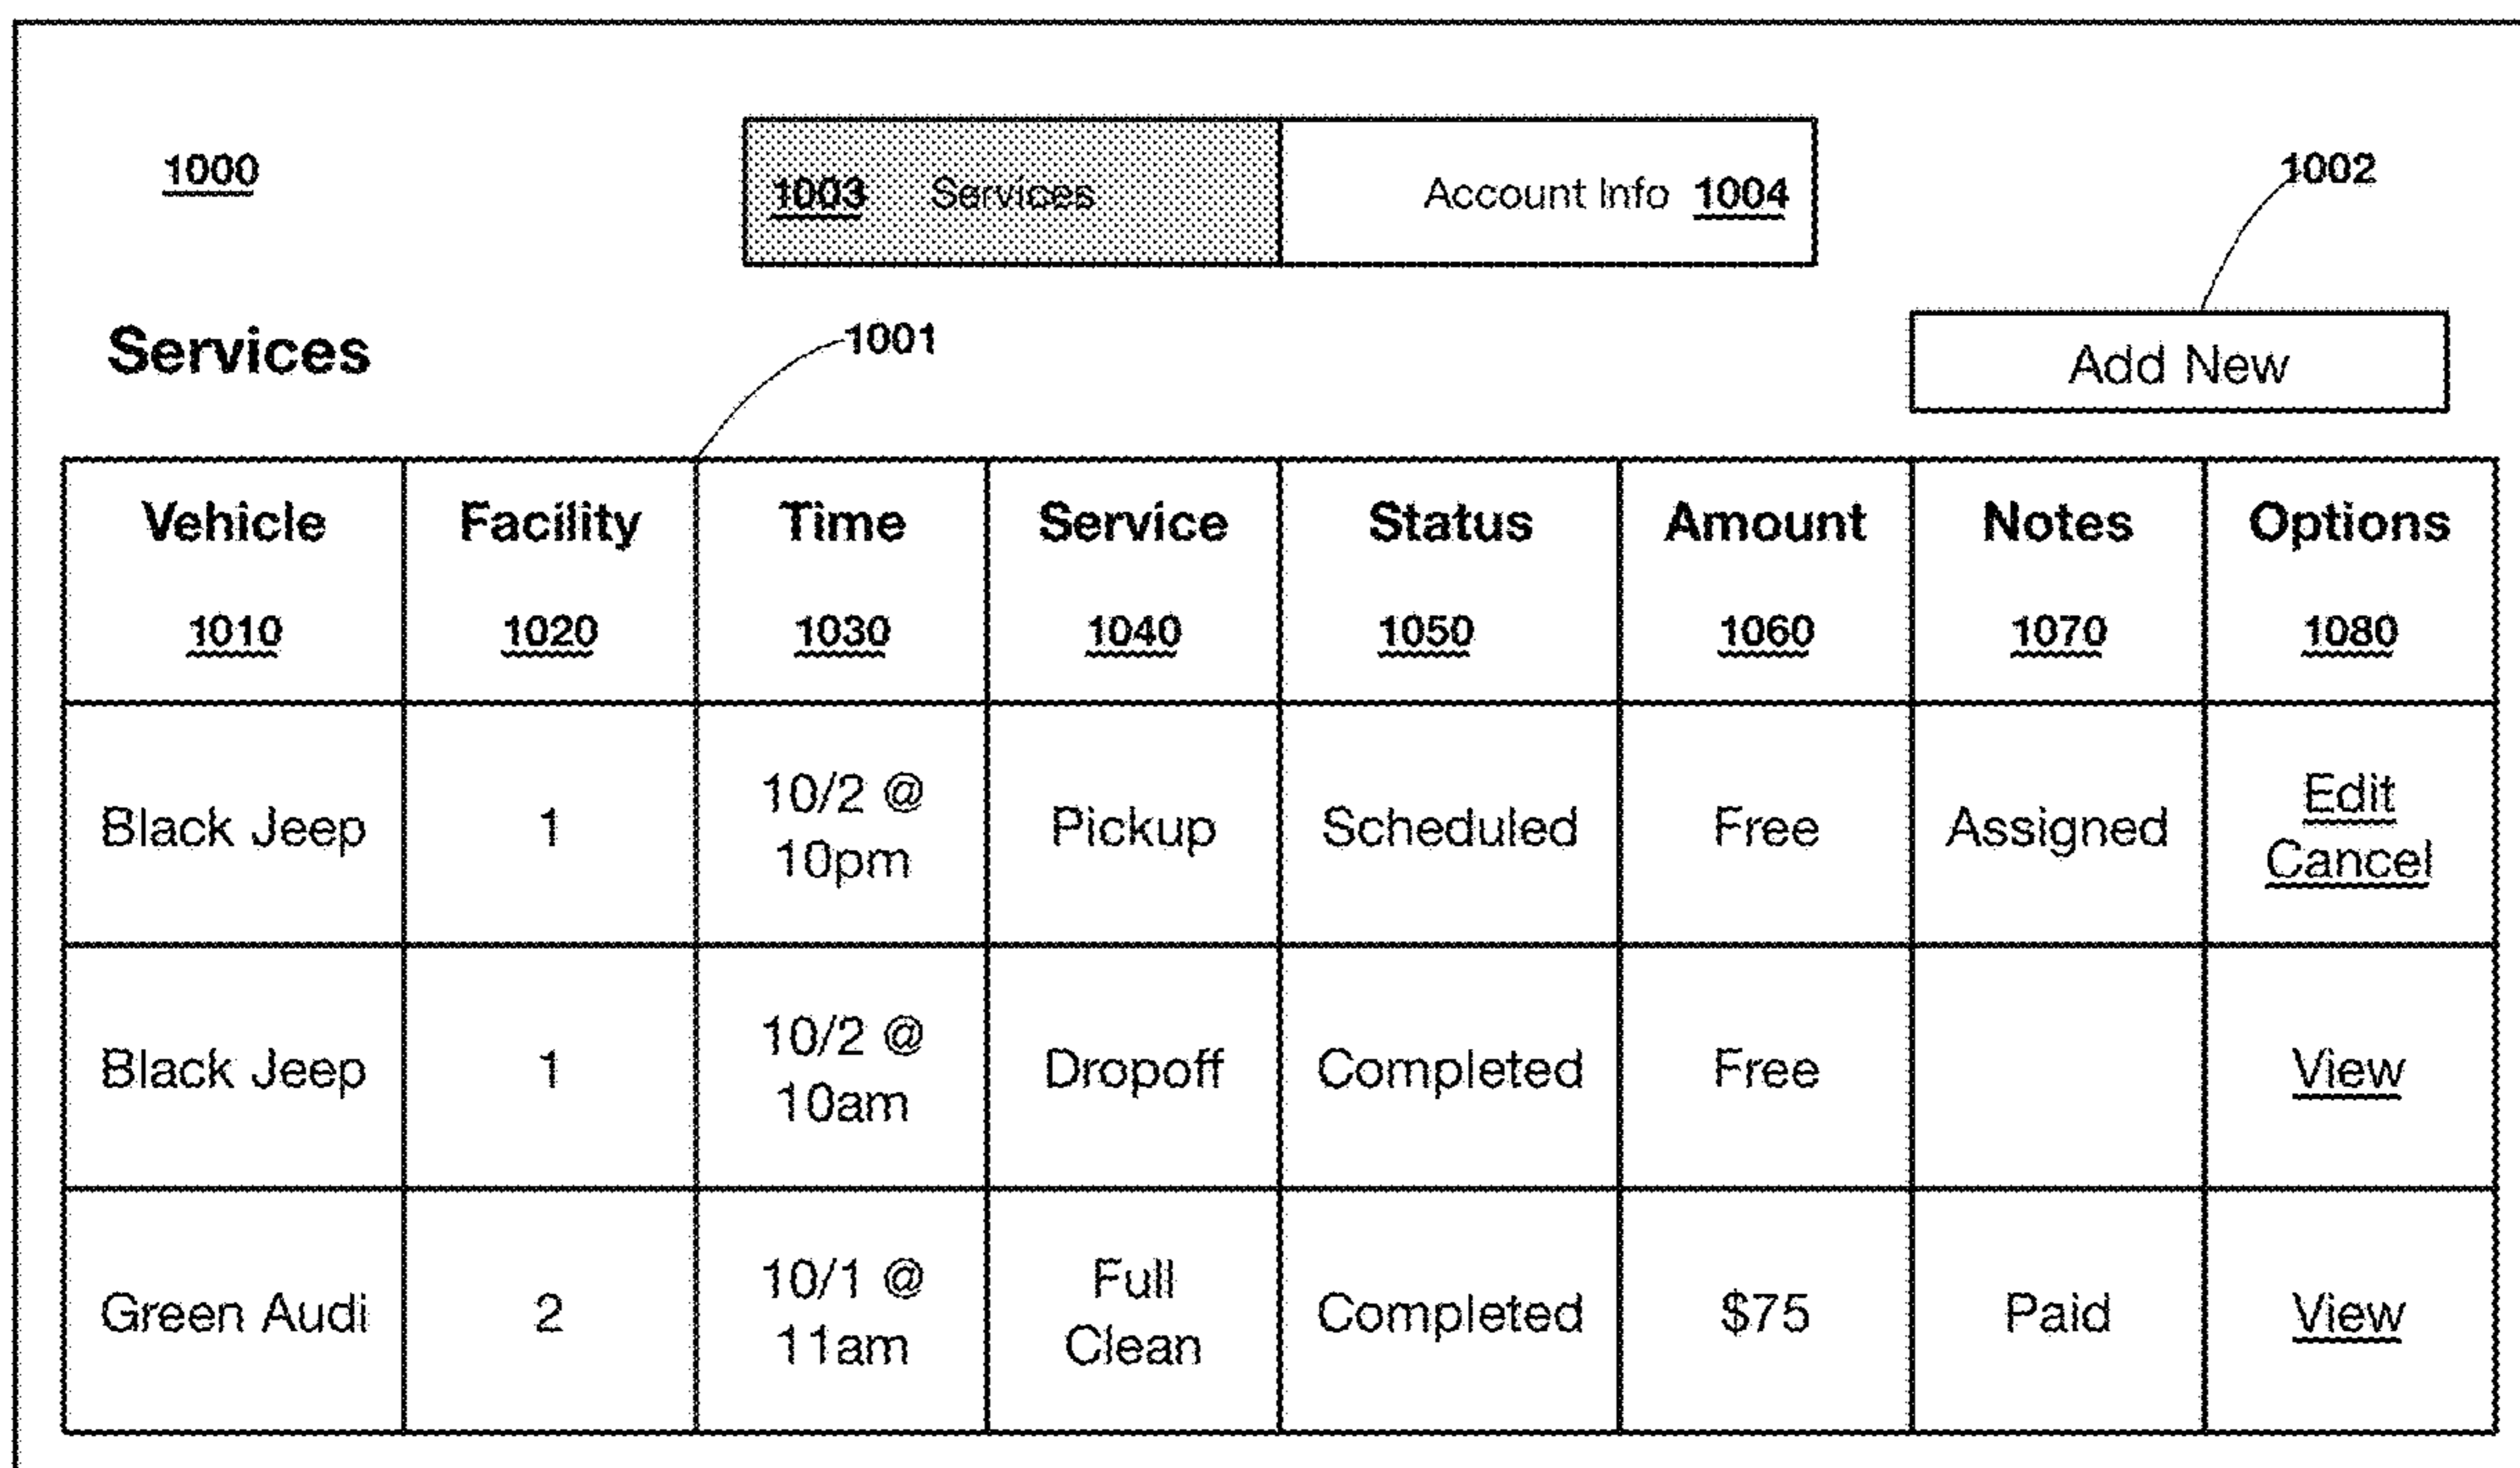 1000
1003 Services Account Info 1004
1002
Services
1001
Add New
Vehicle Facility Time Service Status Amount Notes Options
1010 1020 1030 1040 1050 1060 1070 1080
Black Jeep 1 10/2 @ 10pm Pickup Scheduled Free Assigned Edit Cancel
Black Jeep 1 10/2 @ 10am Dropoff Completed Free View
Green Audi 2 10/1 @ 11am Full Clean Completed $75 Paid View